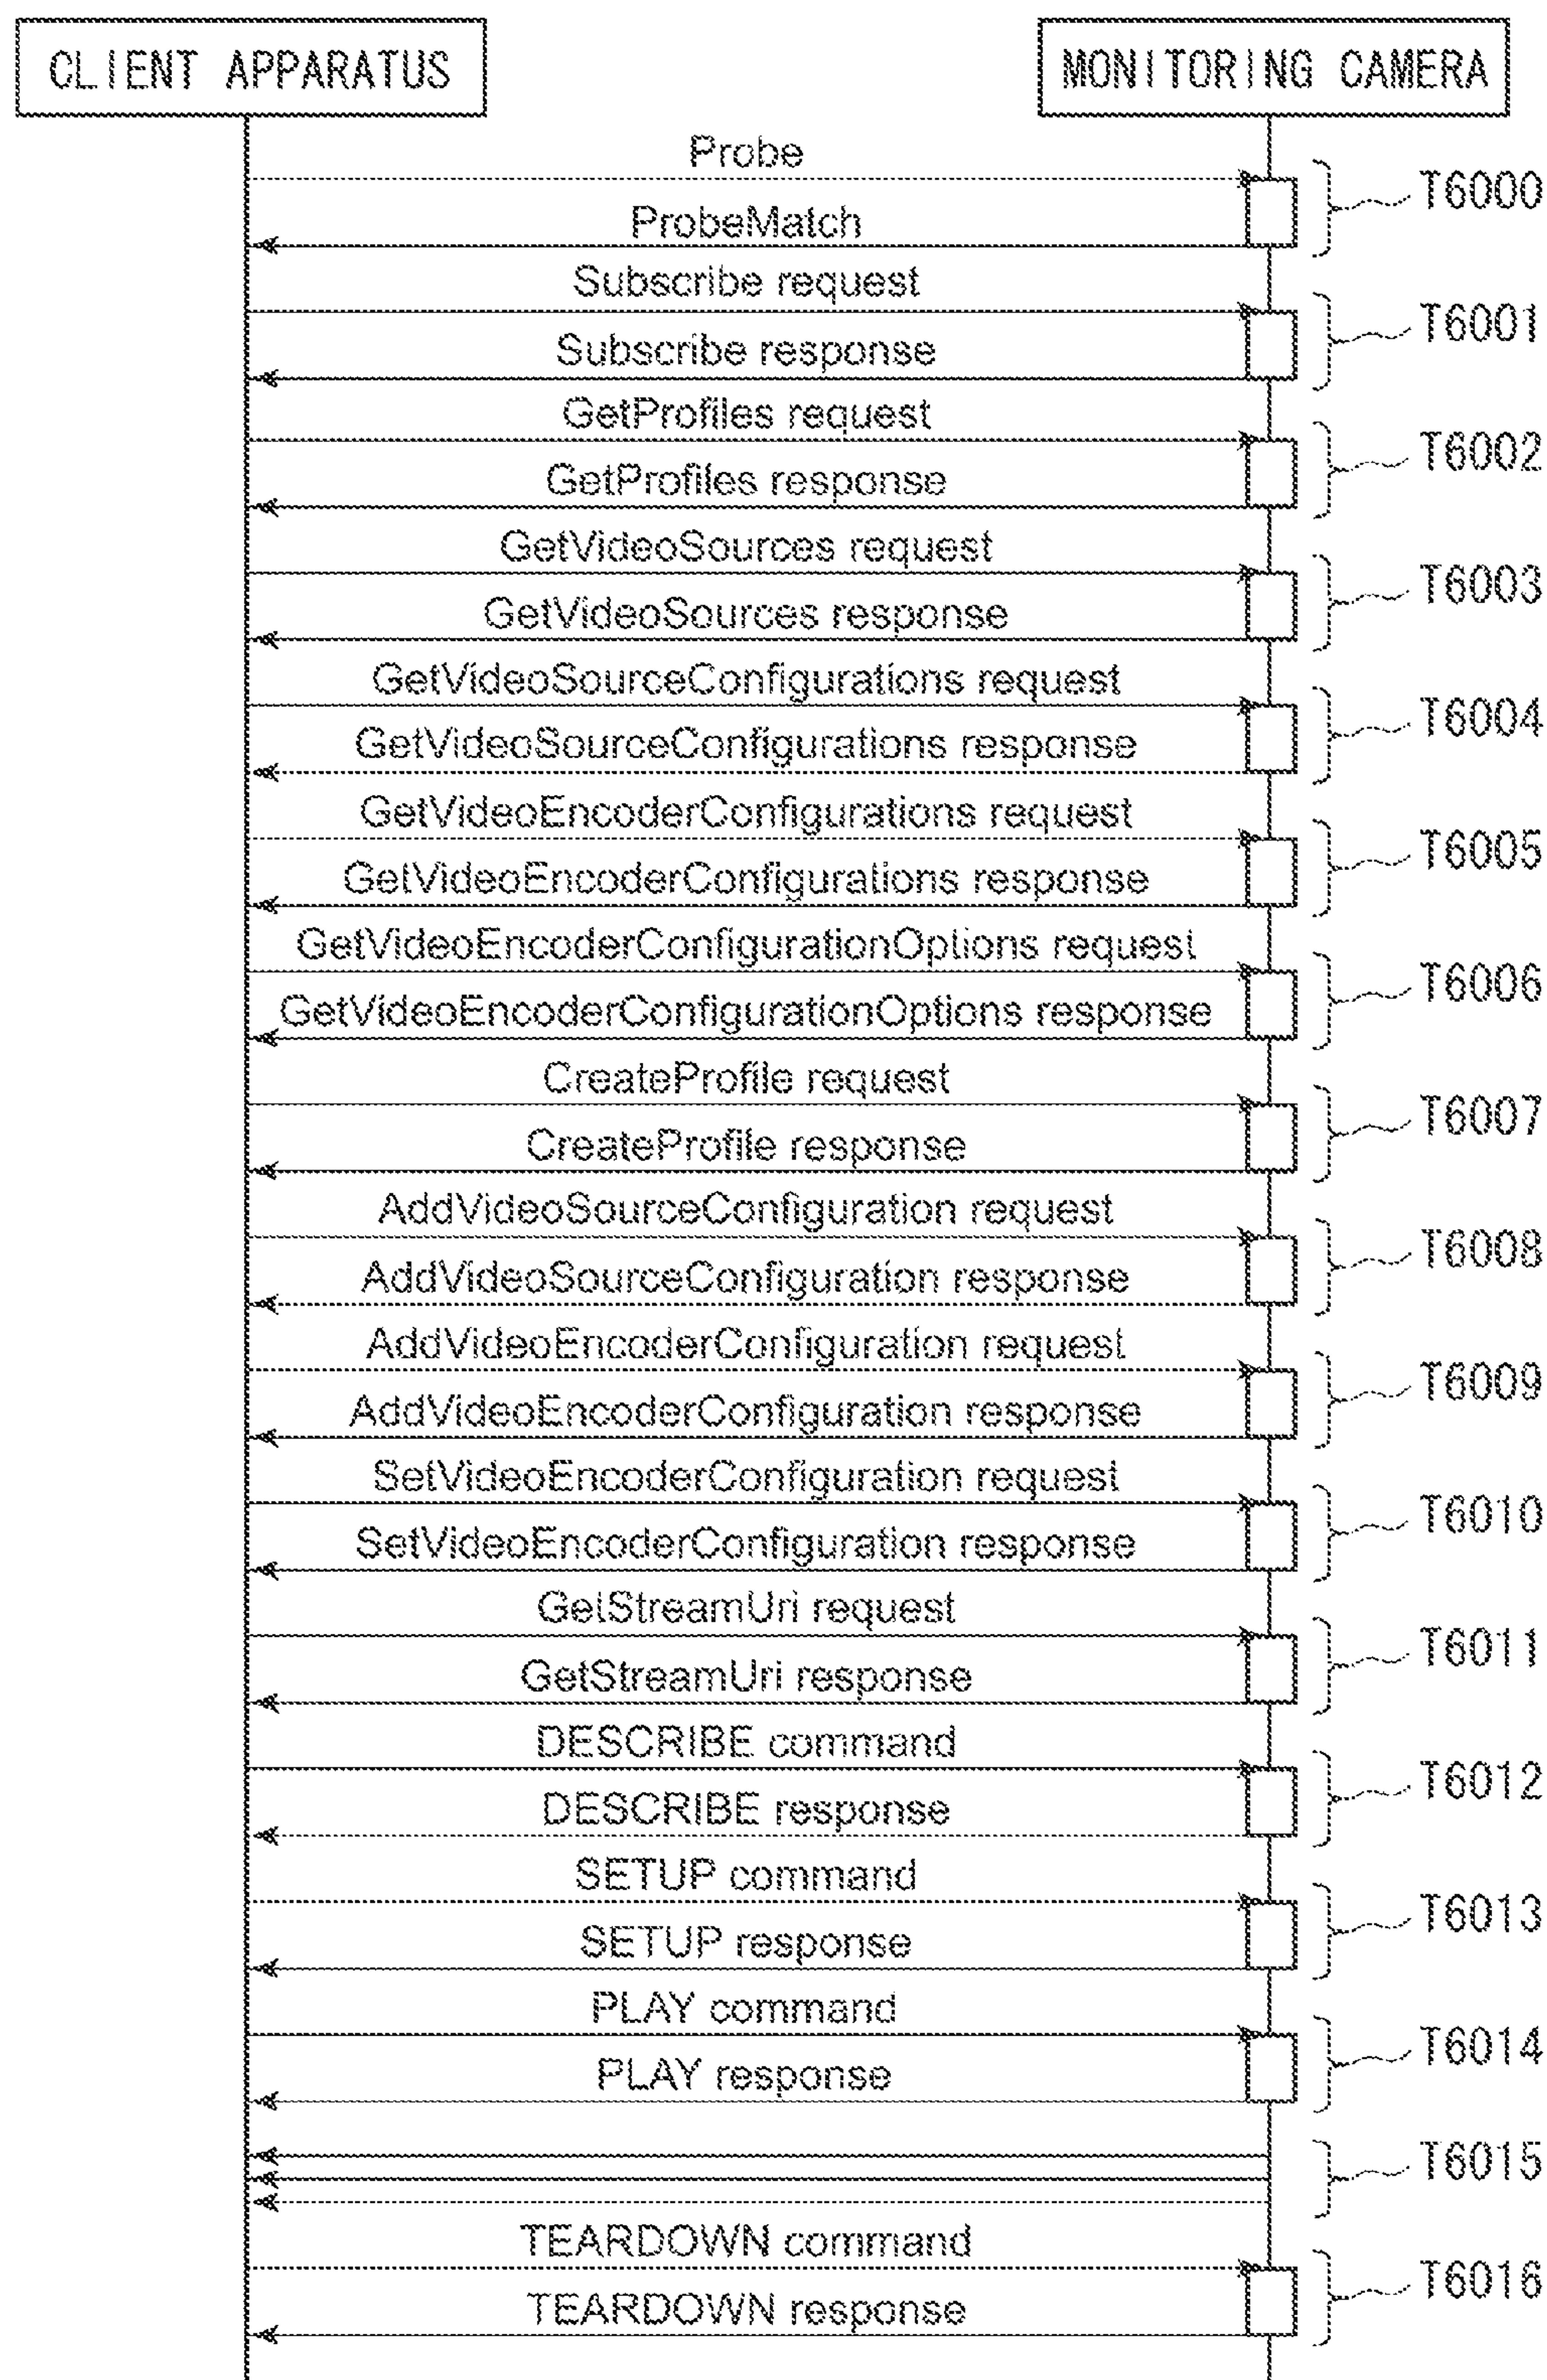 CLIENT APPARATUS
MONITORING CAMERA
Probe
T6000
ProbeMatch
Subscribe request
T6001
Subscribe response
GetProfiles request
T6002
GetProfiles response
GetVideoSources request
T6003
GetVideoSources response
GetVideoSourceConfigurations request
T6004
GetVideoSourceConfigurations response
GetVideoEncoderConfigurations request
T6005
GetVideoEncoderConfigurations response
GetVideoEncoderConfigurationOptions request
T6006
GetVideoEncoderConfigurationOptions response
CreateProfile request
T6007
CreateProfile response
AddVideoSourceConfiguration request
T6008
AddVideoSourceConfiguration response
AddVideoEncoderConfiguration request
T6009
AddVideoEncoderConfiguration response
SetVideoEncoderConfiguration request
T6010
SetVideoEncoderConfiguration response
GetStreamUri request
T6011
GetStreamUri response
DESCRIBE command
T6012
DESCRIBE response
SETUP command
T6013
SETUP response
PLAY command
T6014
PLAY response
T6015
TEARDOWN command
T6016
TEARDOWN response